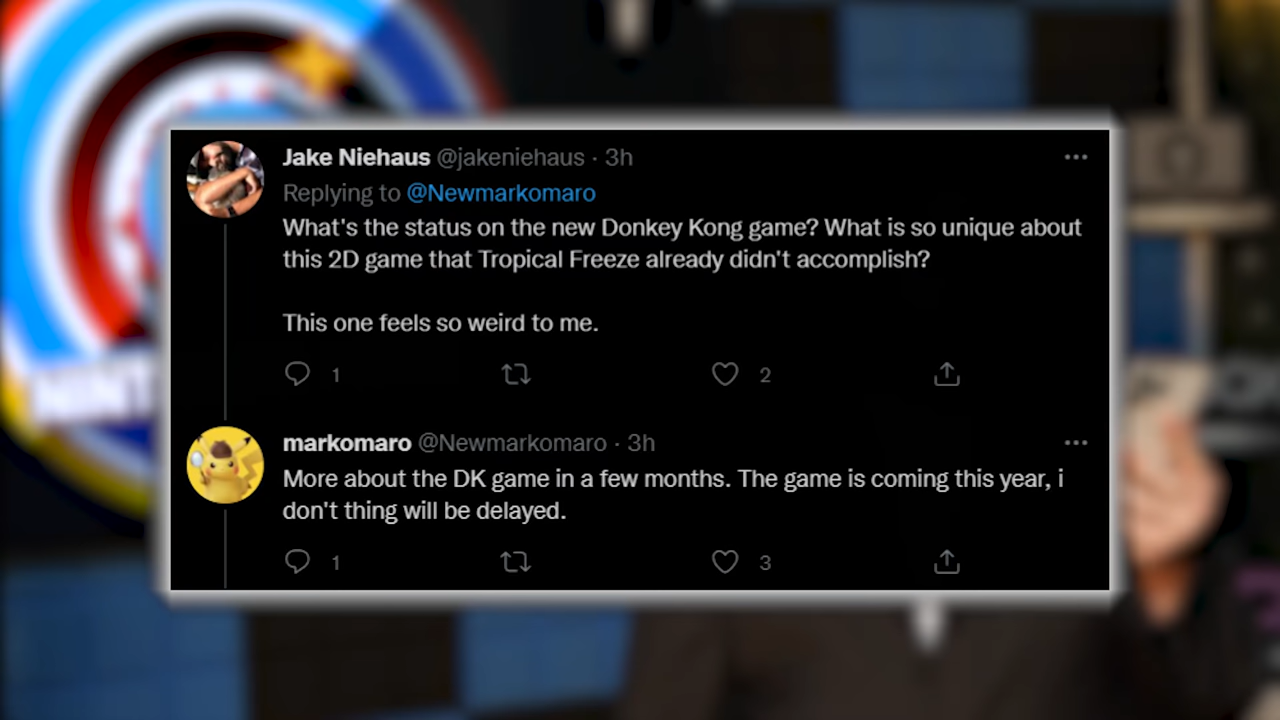 Jake Niehaus @jakeniehaus · 3h
Replying to @Newmarkomaro
What's the status on the new Donkey Kong game? What is so unique about
this 2D game that Tropical Freeze already didn't accomplish?
This one feels so weird to me.
1 2
markomaro @Newmarkomaro · 3h
More about the DK game in a few months. The game is coming this year, i
don't thing will be delayed.
1 3